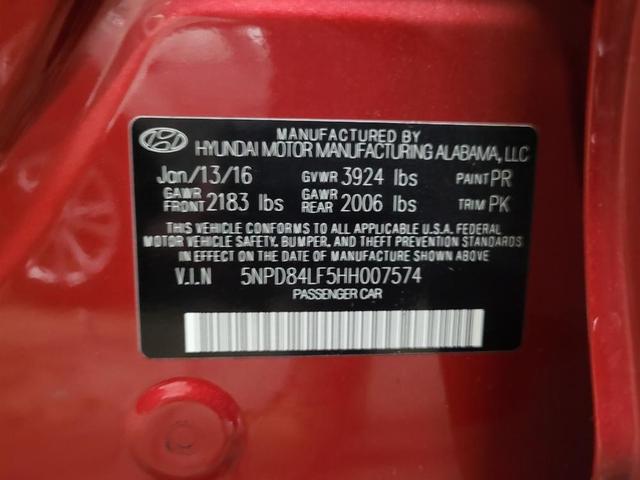 MANUFACTURED BY
HYUNDAI MOTOR MANUFACTURING ALABAMA, LLC
Jan/13/16 GVWR 3924 lbs PAINT PR
GAWR FRONT 2183 lbs GAWR REAR 2006 lbs TRIM PK
THIS VEHICLE CONFORMS TO ALL APPLICABLE U.S.A. FEDERAL
MOTOR VEHICLE SAFETY, BUMPER, AND THEFT PREVENTION STANDARDS
IN EFFECT ON THE DATE OF MANUFACTURE SHOWN ABOVE
V.I.N 5NPD84LF5HH007574
PASSENGER CAR